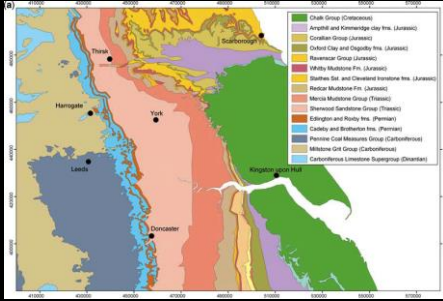 (a)
Chalk Group (Cretaceous)
Ampthill and Kimmeridge clay fms. (Jurassic)
Corallian Group (Jurassic)
Oxford Clay and Osgodby fms. (Jurassic)
Ravenscar Group (Jurassic)
Whitby Mudstone Fm. (Jurassic)
Staithes Sst. and Cleveland Ironstone fms. (Jurassic)
Redcar Mudstone Fm. (Jurassic)
Mercia Mudstone Group (Triassic)
Sherwood Sandstone Group (Triassic)
Edlington and Roxby fms. (Permian)
Cadeby and Brotherton fms. (Permian)
Pennine Coal Measures Group (Carboniferous)
Millstone Grit Group (Carboniferous)
Carboniferous Limestone Supergroup (Dinantian)
Scarborough
Thirsk
Harrogate
York
Leeds
Kingston upon Hull
Doncaster
410000
460000
470000